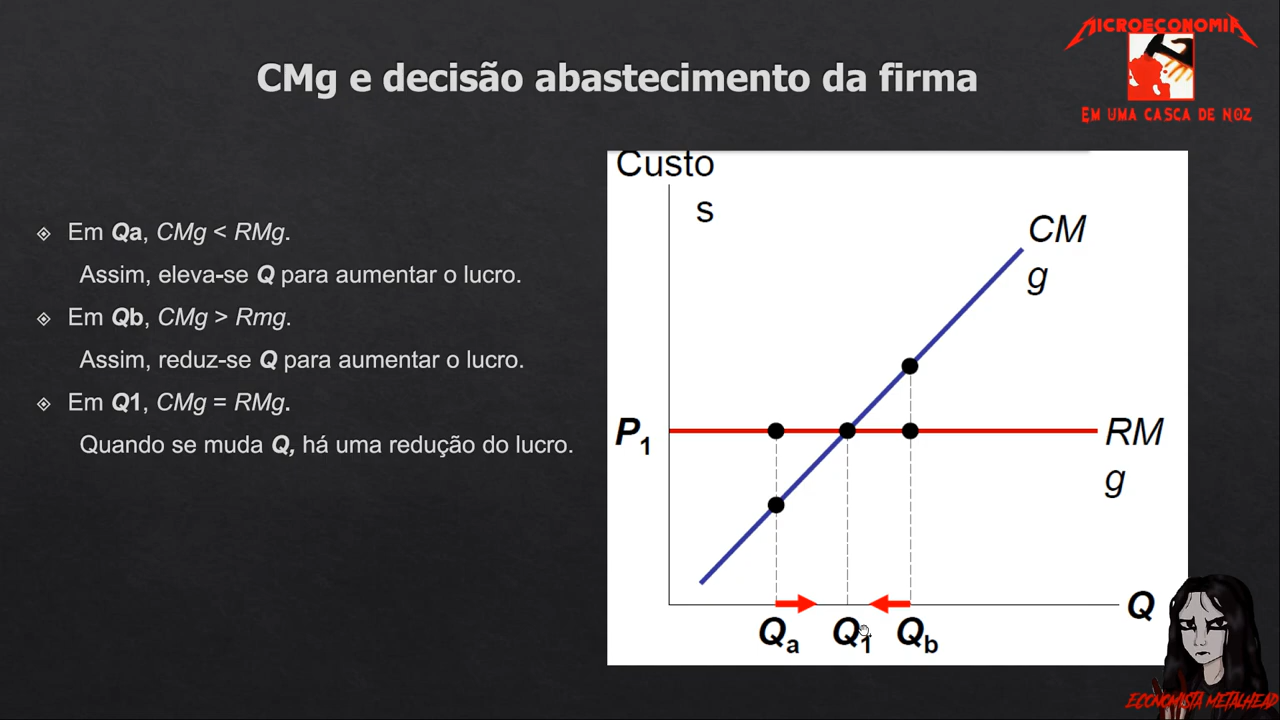 MICROECONOMIA
EM UMA CASCA DE NOZ
CMg e decisão abastecimento da firma
Em Qa, CMg < RMg.
Assim, eleva-se Q para aumentar o lucro.
Em Qb, CMg > Rmg.
Assim, reduz-se Q para aumentar o lucro.
Em Q1, CMg = RMg.
Quando se muda Q, há uma redução do lucro.
Custo
s
CM
g
P1
RM
g
Q
Qa Q1 Qb
ECONOMISTA METALHEAD